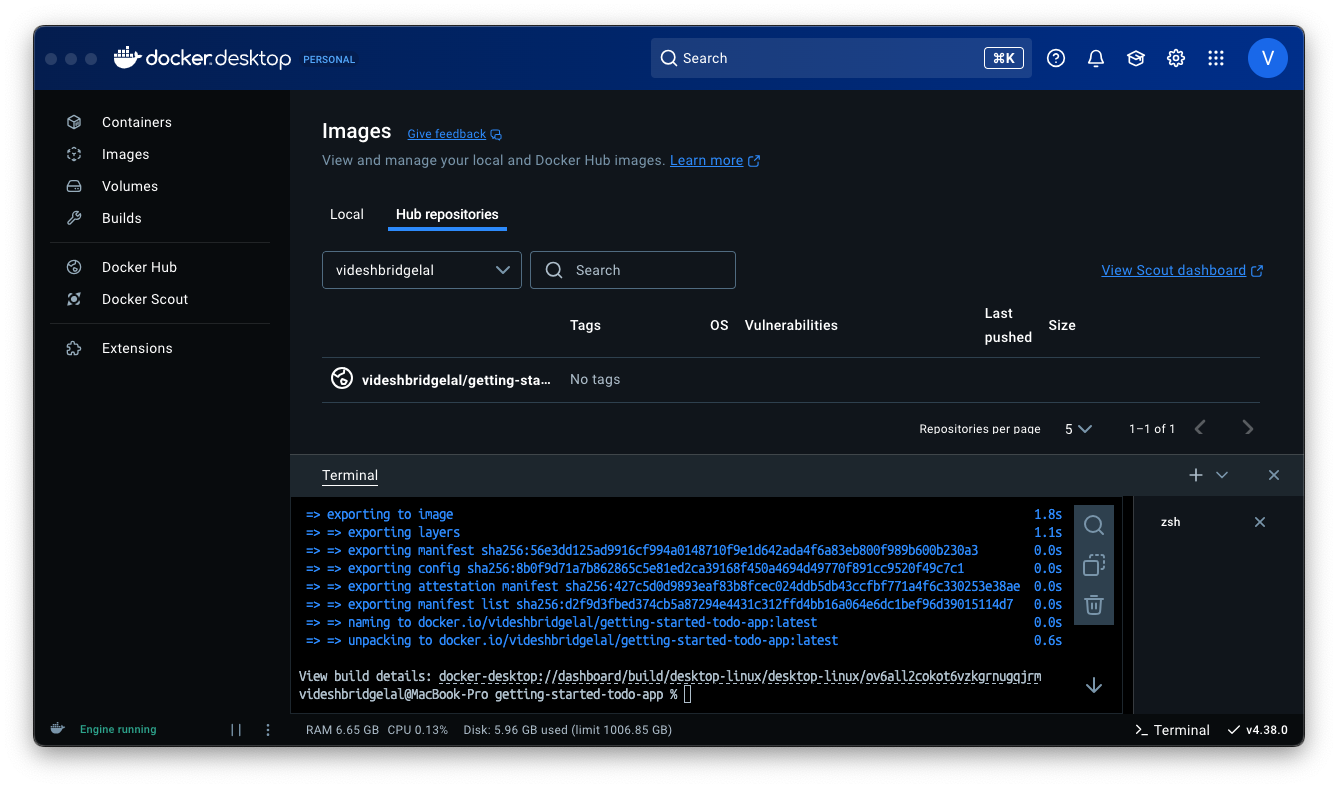 docker.desktop PERSONAL
Search ⌘K
V
Containers
Images
Volumes
Builds
Docker Hub
Docker Scout
Extensions
Images Give feedback
View and manage your local and Docker Hub images. Learn more
Local Hub repositories
videshbridgelal Search View Scout dashboard
Tags OS Vulnerabilities Last pushed Size
videshbridgelal/getting-sta... No tags
Repositories per page 5 1–1 of 1
Terminal
=> exporting to image 1.8s
=> => exporting layers 1.1s
=> => exporting manifest sha256:56e3dd125ad9916cf994a0148710f9e1d642ada4f6a83eb800f989b600b230a3 0.0s
=> => exporting config sha256:8b0f9d71a7b862865c5e81ed2ca39168f450a4694d49770f891cc9520f49c7c1 0.0s
=> => exporting attestation manifest sha256:427c5d0d9893eaf83b8fcec024ddb5db43ccfbf771a4f6c330253e38ae 0.0s
=> => exporting manifest list sha256:d2f9d3fbed374cb5a87294e4431c312ffd4bb16a064e6dc1bef96d39015114d7 0.0s
=> => naming to docker.io/videshbridgelal/getting-started-todo-app:latest 0.0s
=> => unpacking to docker.io/videshbridgelal/getting-started-todo-app:latest 0.6s
View build details: docker-desktop://dashboard/build/desktop-linux/desktop-linux/ov6all2cokot6vzkgrnugqjrm
videshbridgelal@MacBook-Pro getting-started-todo-app %
zsh
Engine running
RAM 6.65 GB CPU 0.13% Disk: 5.96 GB used (limit 1006.85 GB)
>_ Terminal v4.38.0